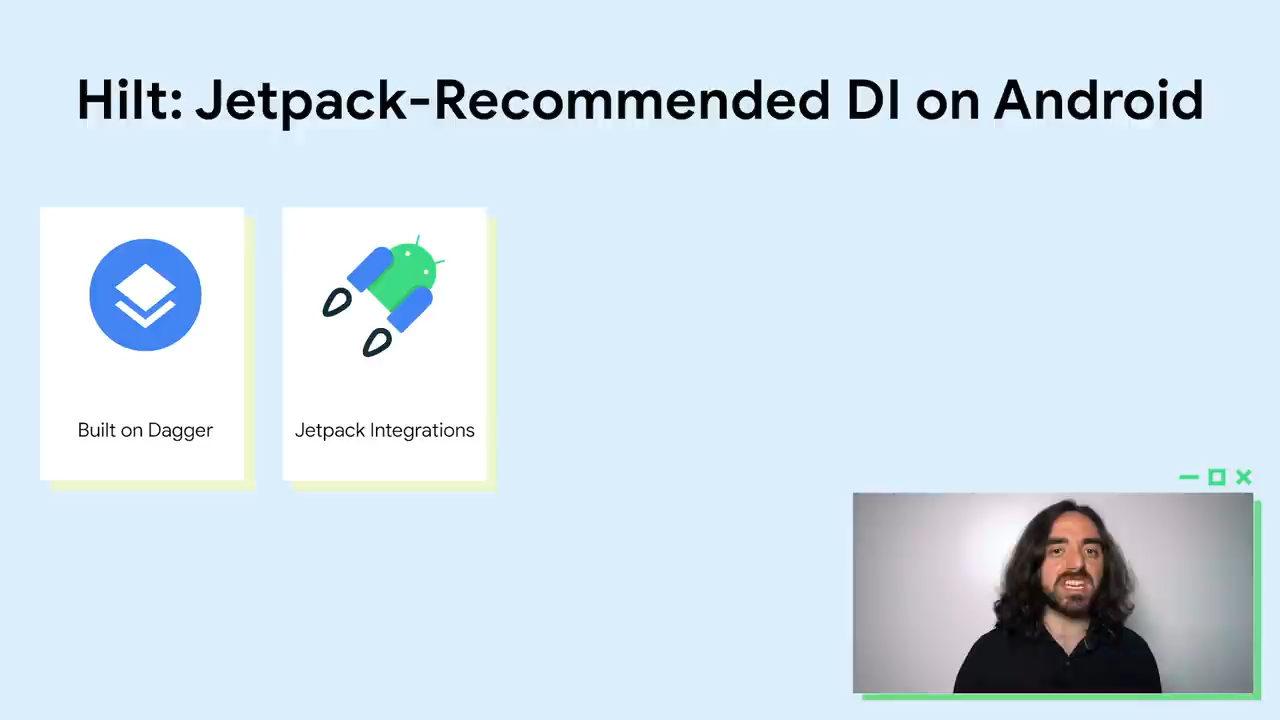 Hilt: Jetpack-Recommended DI on Android
Built on Dagger
Jetpack Integrations